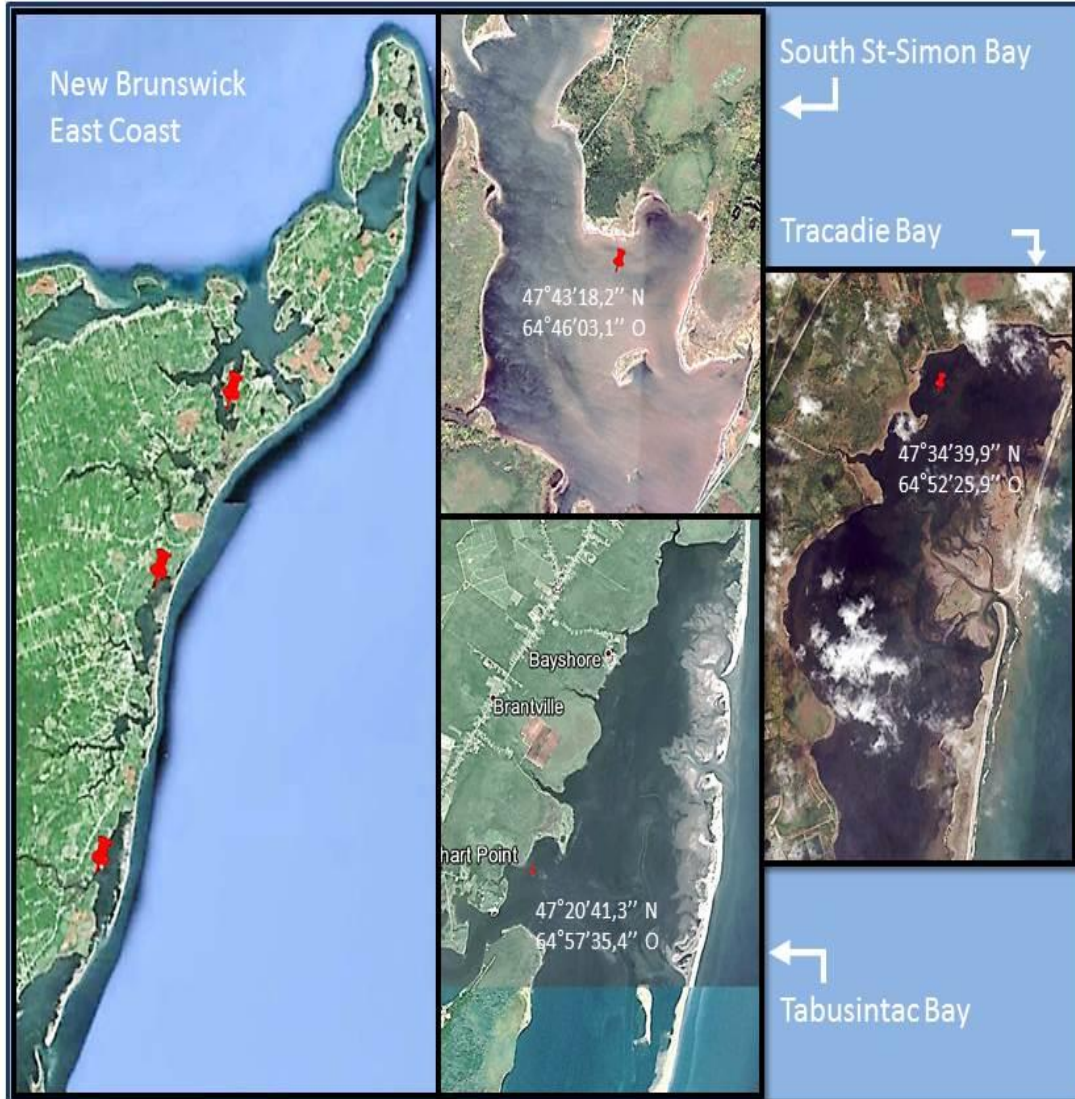 New Brunswick
East Coast
South St-Simon Bay
47°43’18,2’’ N
64°46’03,1’’ O
Tracadie Bay
47°34’39,9’’ N
64°52’25,9’’ O
Bayshore
Brantville
hart Point
47°20’41,3’’ N
64°57’35,4’’ O
Tabusintac Bay